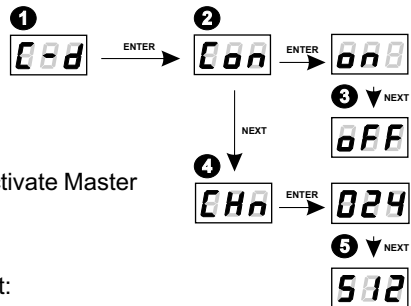 1 2
C-d ENTER Con ENTER on
3 NEXT
NEXT oFF
4
CHn ENTER 024
5 NEXT
512
tivate Master
t: